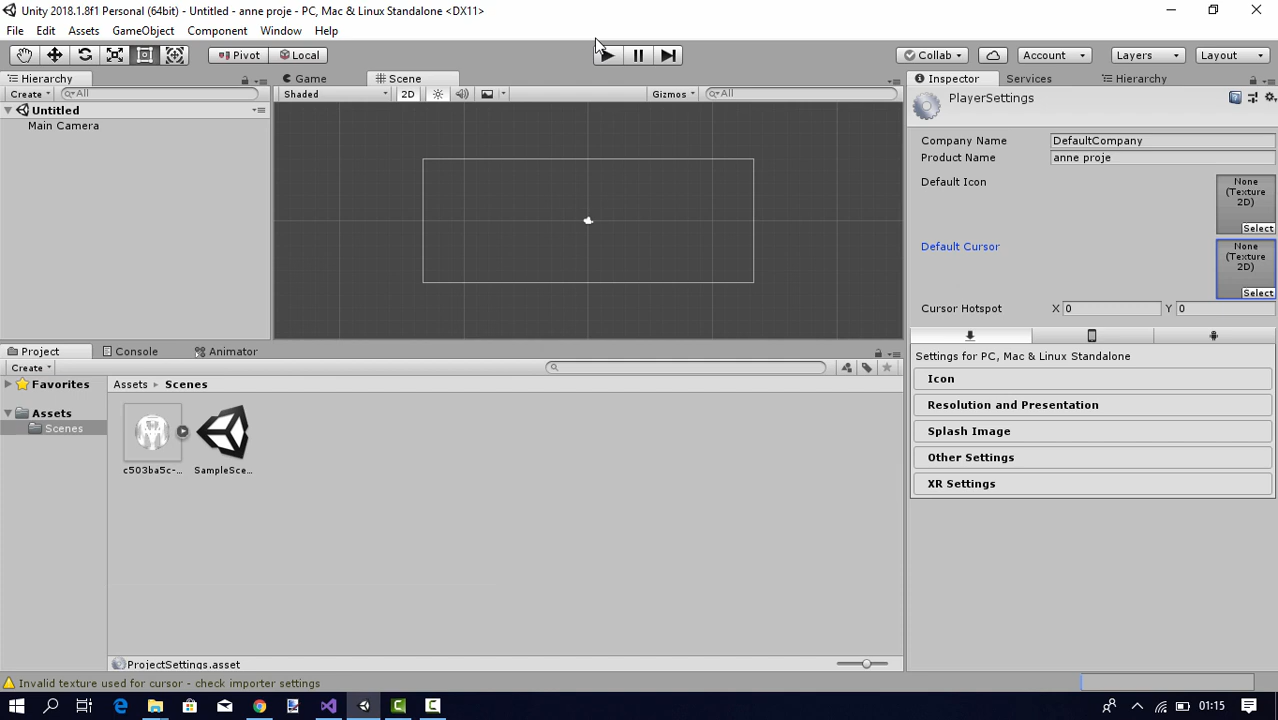 Unity 2018.1.8f1 Personal (64bit) - Untitled - anne proje - PC, Mac & Linux Standalone <DX11>
File Edit Assets GameObject Component Window Help
Pivot Local Collab Account Layers Layout
Hierarchy Game Scene Inspector Services Hierarchy
Create All Shaded 2D Gizmos All PlayerSettings
Untitled
Main Camera
Company Name DefaultCompany
Product Name anne proje
Default Icon None
(Texture
2D)
Select
Default Cursor None
(Texture
2D)
Select
Cursor Hotspot X 0 Y 0
Settings for PC, Mac & Linux Standalone
Icon
Resolution and Presentation
Splash Image
Other Settings
XR Settings
Project Console Animator
Create
Favorites Assets Scenes
Assets
Scenes
c503ba5c-... SampleSce...
ProjectSettings.asset
Invalid texture used for cursor - check importer settings
01:15